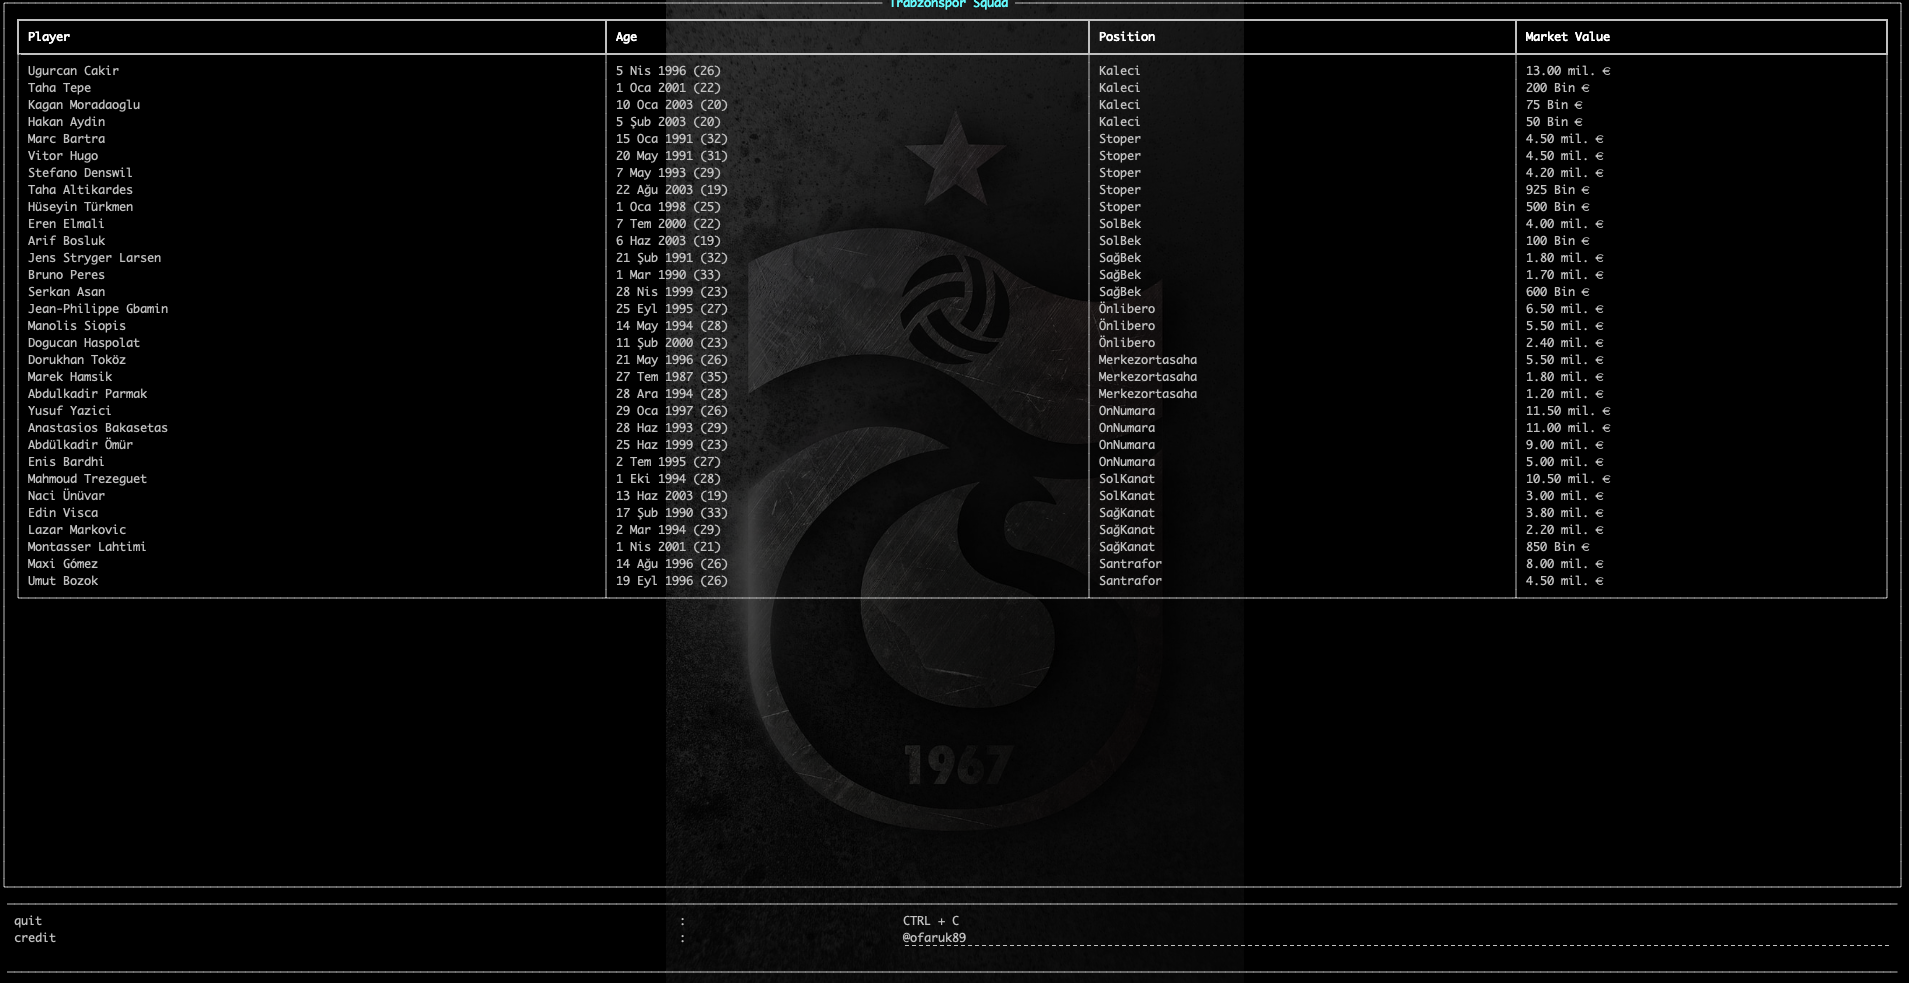 Trabzonspor Squad
Player Age Position Market Value
Ugurcan Cakir 5 Nis 1996 (26) Kaleci 13.00 mil. €
Taha Tepe 1 Oca 2001 (22) Kaleci 200 Bin €
Kagan Moradaoglu 10 Oca 2003 (20) Kaleci 75 Bin €
Hakan Aydin 5 Şub 2003 (20) Kaleci 50 Bin €
Marc Bartra 15 Oca 1991 (32) Stoper 4.50 mil. €
Vitor Hugo 20 May 1991 (31) Stoper 4.50 mil. €
Stefano Denswil 7 May 1993 (29) Stoper 4.20 mil. €
Taha Altikardes 22 Ağu 2003 (19) Stoper 925 Bin €
Hüseyin Türkmen 1 Oca 1998 (25) Stoper 500 Bin €
Eren Elmali 7 Tem 2000 (22) SolBek 4.00 mil. €
Arif Bosluk 6 Haz 2003 (19) SolBek 100 Bin €
Jens Stryger Larsen 21 Şub 1991 (32) SağBek 1.80 mil. €
Bruno Peres 1 Mar 1990 (33) SağBek 1.70 mil. €
Serkan Asan 28 Nis 1999 (23) SağBek 600 Bin €
Jean-Philippe Gbamin 25 Eyl 1995 (27) Önlibero 6.50 mil. €
Manolis Siopis 14 May 1994 (28) Önlibero 5.50 mil. €
Dogucan Haspolat 11 Şub 2000 (23) Önlibero 2.40 mil. €
Dorukhan Toköz 21 May 1996 (26) Merkezortasaha 5.50 mil. €
Marek Hamsik 27 Tem 1987 (35) Merkezortasaha 1.80 mil. €
Abdulkadir Parmak 28 Ara 1994 (28) Merkezortasaha 1.20 mil. €
Yusuf Yazici 29 Oca 1997 (26) OnNumara 11.50 mil. €
Anastasios Bakasetas 28 Haz 1993 (29) OnNumara 11.00 mil. €
Abdülkadir Ömür 25 Haz 1999 (23) OnNumara 9.00 mil. €
Enis Bardhi 2 Tem 1995 (27) OnNumara 5.00 mil. €
Mahmoud Trezeguet 1 Eki 1994 (28) SolKanat 10.50 mil. €
Naci Ünüvar 13 Haz 2003 (19) SolKanat 3.00 mil. €
Edin Visca 17 Şub 1990 (33) SağKanat 3.80 mil. €
Lazar Markovic 2 Mar 1994 (29) SağKanat 2.20 mil. €
Montasser Lahtimi 1 Nis 2001 (21) SağKanat 850 Bin €
Maxi Gómez 14 Ağu 1996 (26) Santrafor 8.00 mil. €
Umut Bozok 19 Eyl 1996 (26) Santrafor 4.50 mil. €
1967
quit : CTRL + C
credit : @ofaruk89